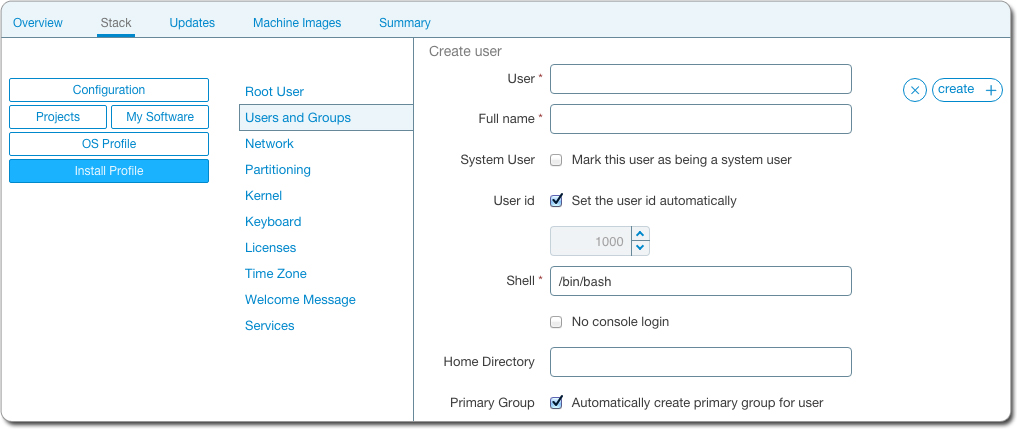 Overview Stack Updates Machine Images Summary
Configuration
Projects My Software
OS Profile
Install Profile
Root User
Users and Groups
Network
Partitioning
Kernel
Keyboard
Licenses
Time Zone
Welcome Message
Services
Create user
User *
create +
Full name *
System User Mark this user as being a system user
User id Set the user id automatically
1000
Shell * /bin/bash
No console login
Home Directory
Primary Group Automatically create primary group for user